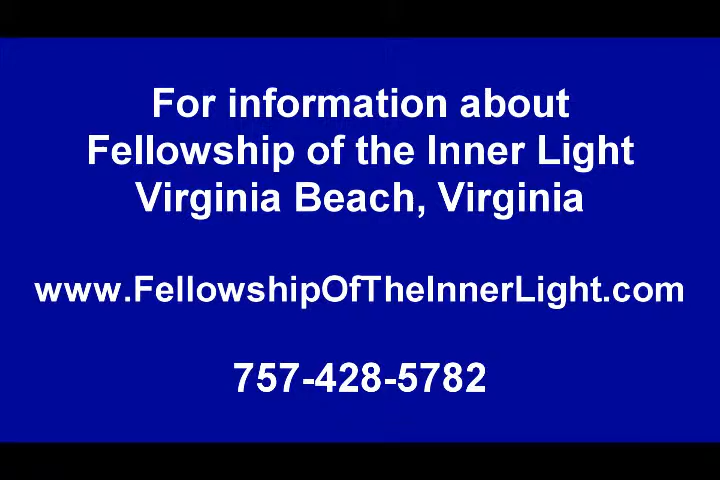 For information about
Fellowship of the Inner Light
Virginia Beach, Virginia
www.FellowshipOfTheInnerLight.com
757-428-5782